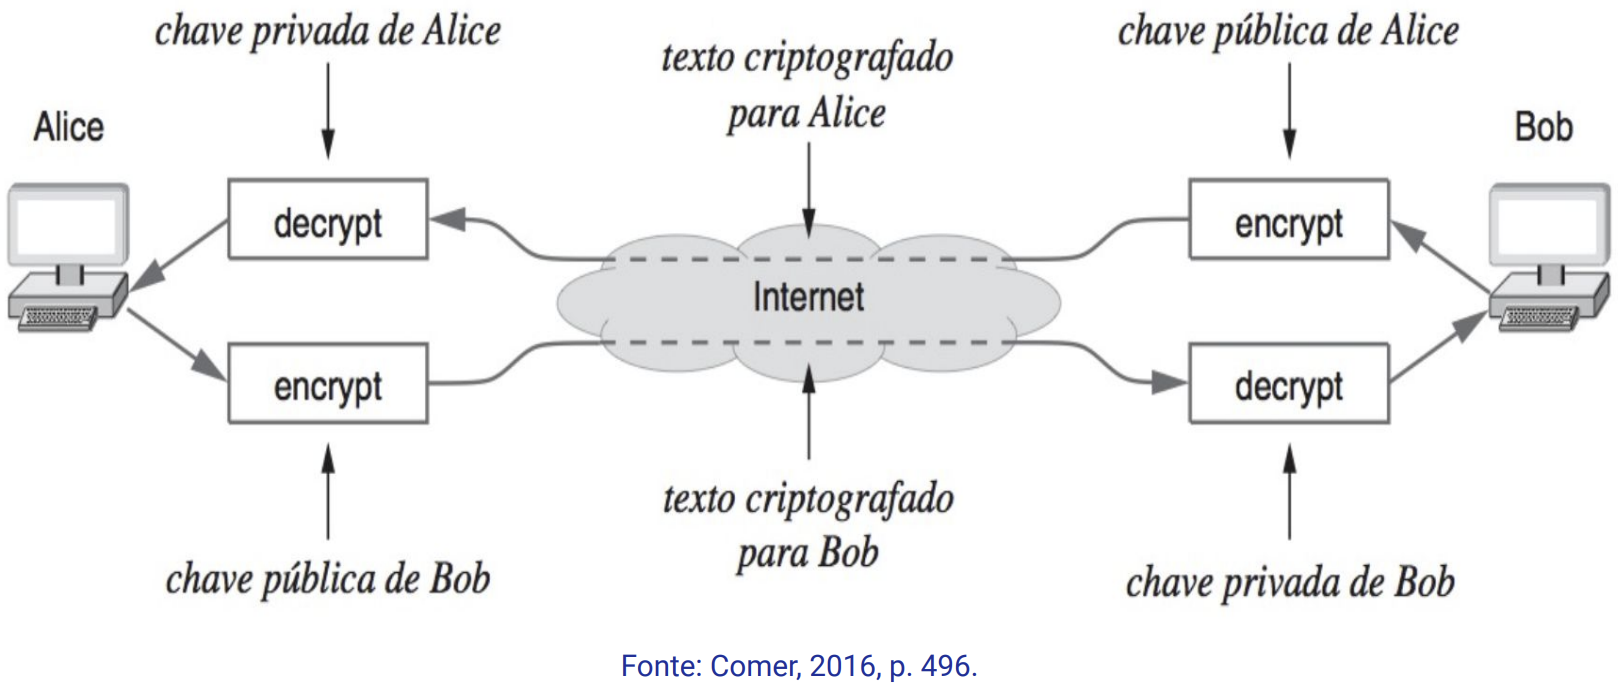 chave privada de Alice
texto criptografado
para Alice
chave pública de Alice
Alice
Bob
decrypt
encrypt
Internet
encrypt
decrypt
texto criptografado
para Bob
chave pública de Bob
chave privada de Bob
Fonte: Comer, 2016, p. 496.